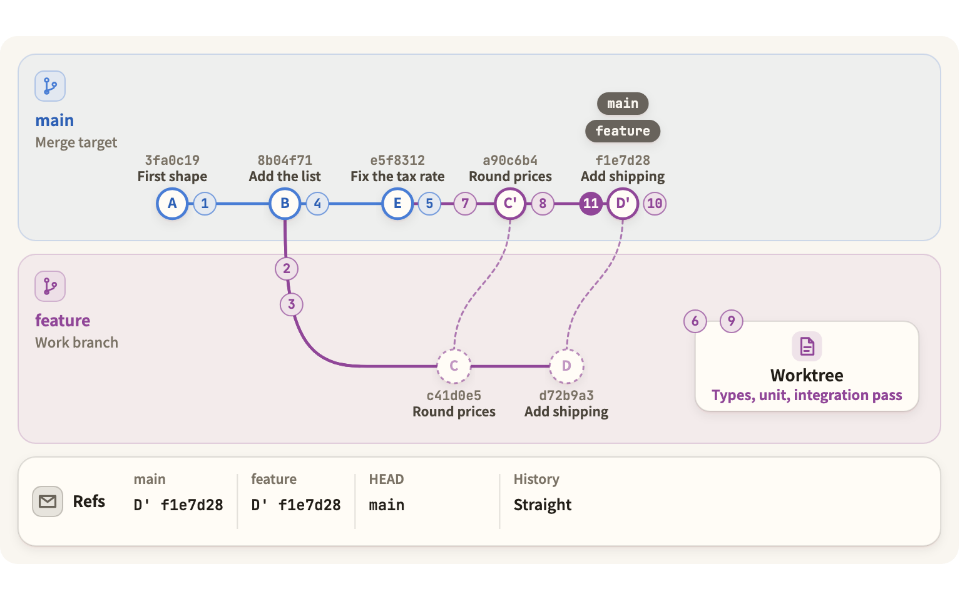 main
Merge target
main
feature
3fa0c19
First shape
8b04f71
Add the list
e5f8312
Fix the tax rate
a90c6b4
Round prices
f1e7d28
Add shipping
A 1 B 4 E 5 7 C' 8 11 D' 10
2
3
feature
Work branch
6 9
Worktree
Types, unit, integration pass
C D
c41d0e5
Round prices
d72b9a3
Add shipping
Refs
main
D' f1e7d28
feature
D' f1e7d28
HEAD
main
History
Straight